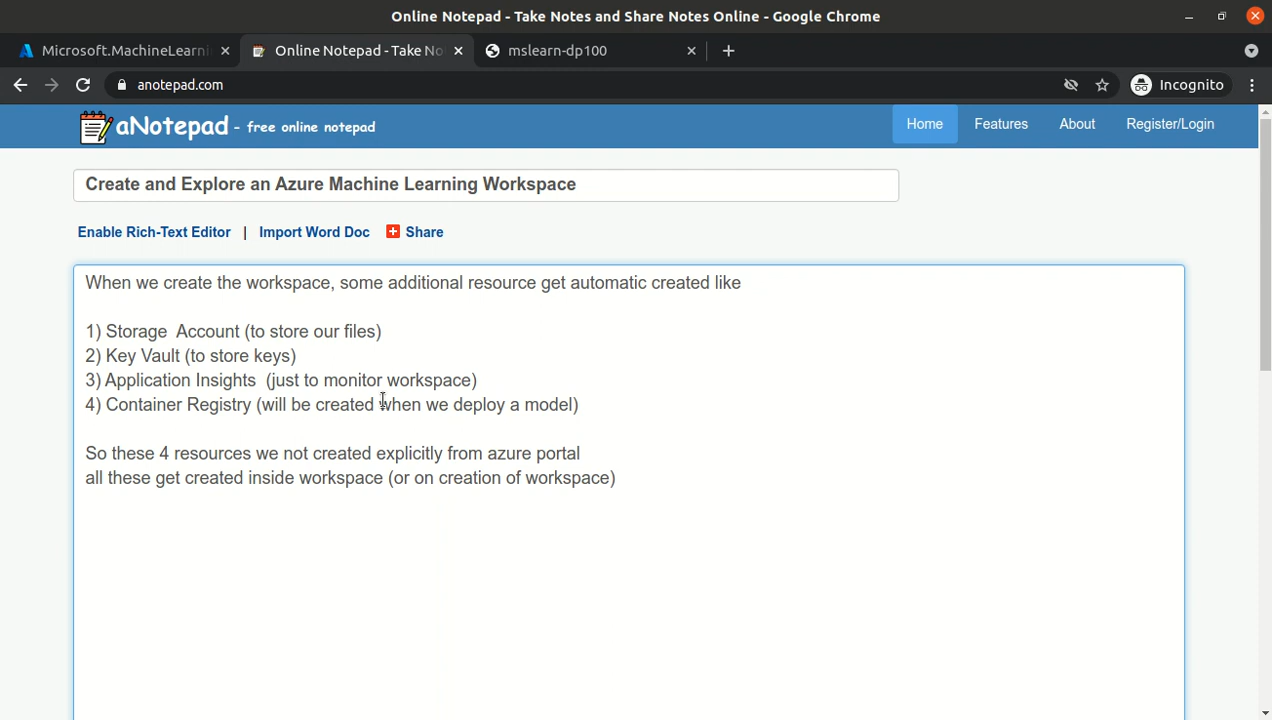 Online Notepad - Take Notes and Share Notes Online - Google Chrome
Microsoft.MachineLearni
Online Notepad - Take No
mslearn-dp100
anotepad.com
Incognito
aNotepad - free online notepad
Home
Features
About
Register/Login
Create and Explore an Azure Machine Learning Workspace
Enable Rich-Text Editor | Import Word Doc Share
When we create the workspace, some additional resource get automatic created like
1) Storage  Account (to store our files)
2) Key Vault (to store keys)
3) Application Insights  (just to monitor workspace)
4) Container Registry (will be created when we deploy a model)
So these 4 resources we not created explicitly from azure portal
all these get created inside workspace (or on creation of workspace)